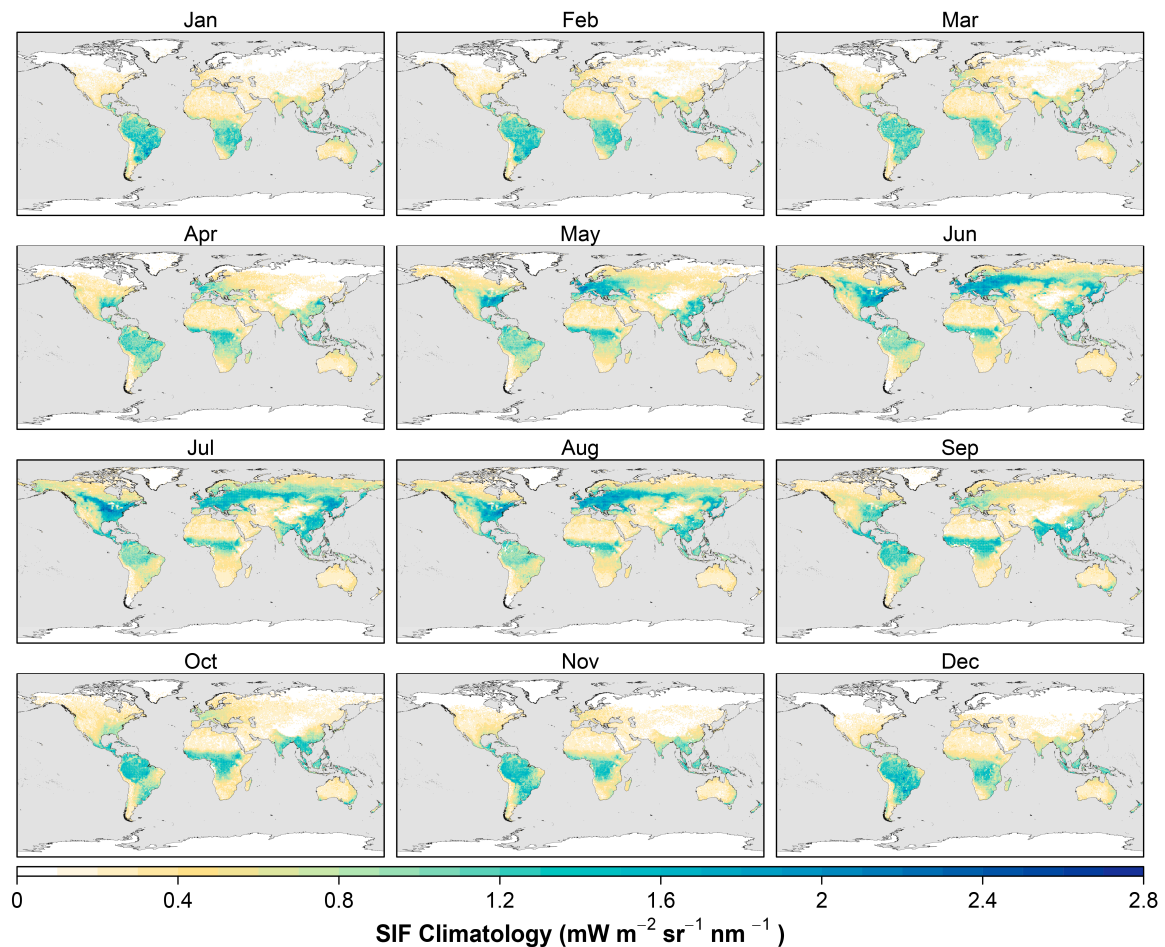 Jan Feb Mar
Apr May Jun
Jul Aug Sep
Oct Nov Dec
0 0.4 0.8 1.2 1.6 2 2.4 2.8
SIF Climatology (mW m⁻² sr⁻¹ nm ⁻¹ )